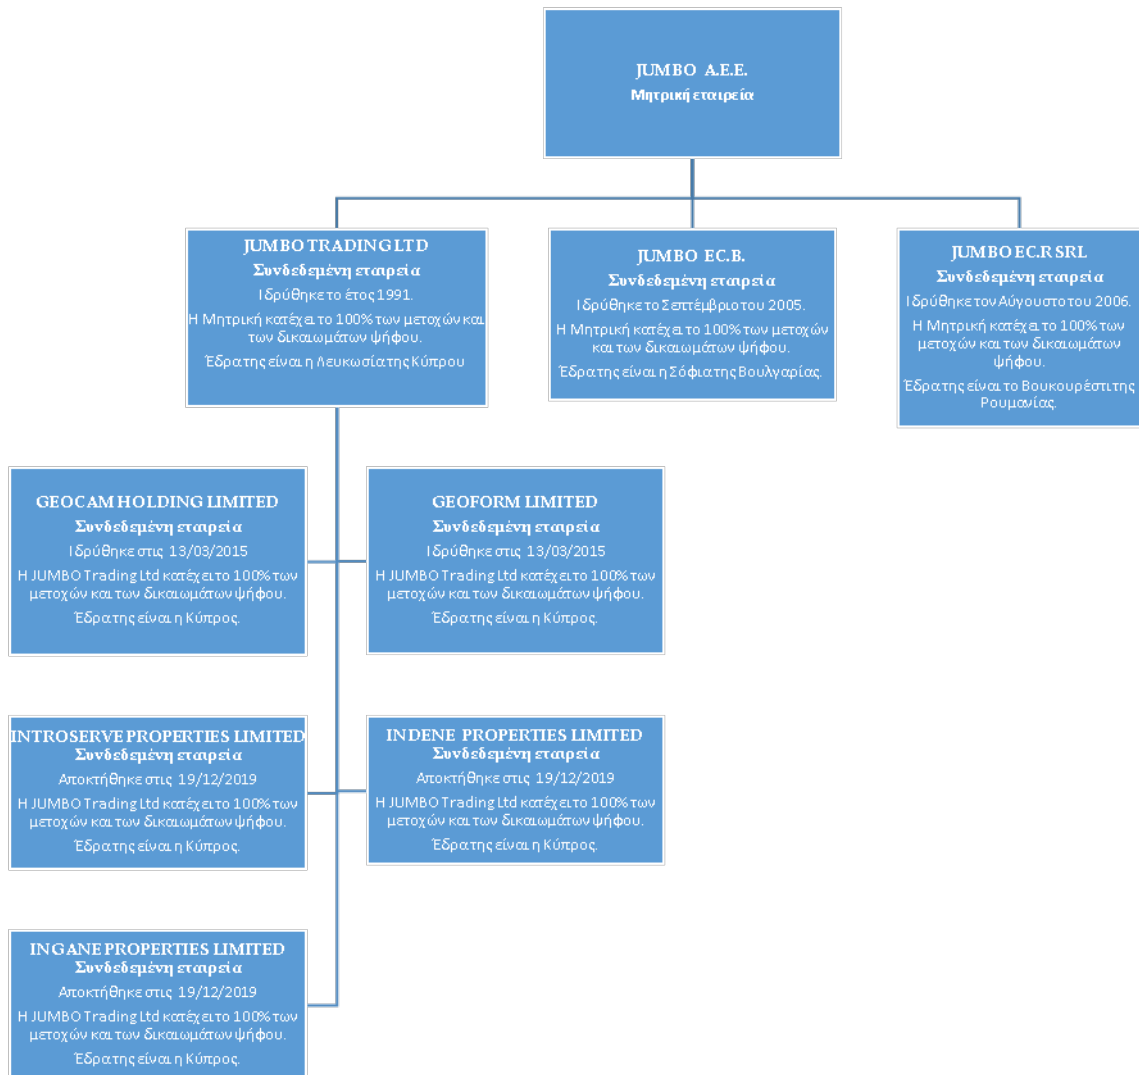 JUMBO A.E.E.
Μητρική εταιρεία
JUMBO TRADING LTD
Συνδεδεμένη εταιρεία
Ιδρύθηκε το έτος 1991.
Η Μητρική κατέχει το 100% των μετοχών και
των δικαιωμάτων ψήφου.
Έδρα της είναι η Λευκωσία της Κύπρου
JUMBO EC.B.
Συνδεδεμένη εταιρεία
Ιδρύθηκε το Σεπτέμβριο του 2005.
Η Μητρική κατέχει το 100% των μετοχών
και των δικαιωμάτων ψήφου.
Έδρα της είναι η Σόφια της Βουλγαρίας.
JUMBO EC.R SRL
Συνδεδεμένη εταιρεία
Ιδρύθηκε τον Αύγουστο του 2006.
Η Μητρική κατέχει το 100% των
μετοχών και των δικαιωμάτων
ψήφου.
Έδρα της είναι το Βουκουρέστι της
Ρουμανίας.
GEOCAM HOLDING LIMITED
Συνδεδεμένη εταιρεία
Ιδρύθηκε στις 13/03/2015
Η JUMBO Trading Ltd κατέχει το 100% των
μετοχών και των δικαιωμάτων ψήφου.
Έδρα της είναι η Κύπρος.
GEOFORM LIMITED
Συνδεδεμένη εταιρεία
Ιδρύθηκε στις 13/03/2015
Η JUMBO Trading Ltd κατέχει το 100% των
μετοχών και των δικαιωμάτων ψήφου.
Έδρα της είναι η Κύπρος.
INTROSERVE PROPERTIES LIMITED
Συνδεδεμένη εταιρεία
Αποκτήθηκε στις 19/12/2019
Η JUMBO Trading Ltd κατέχει το 100% των
μετοχών και των δικαιωμάτων ψήφου.
Έδρα της είναι η Κύπρος.
INDENE PROPERTIES LIMITED
Συνδεδεμένη εταιρεία
Αποκτήθηκε στις 19/12/2019
Η JUMBO Trading Ltd κατέχει το 100% των
μετοχών και των δικαιωμάτων ψήφου.
Έδρα της είναι η Κύπρος.
INGANE PROPERTIES LIMITED
Συνδεδεμένη εταιρεία
Αποκτήθηκε στις 19/12/2019
Η JUMBO Trading Ltd κατέχει το 100% των
μετοχών και των δικαιωμάτων ψήφου.
Έδρα της είναι η Κύπρος.